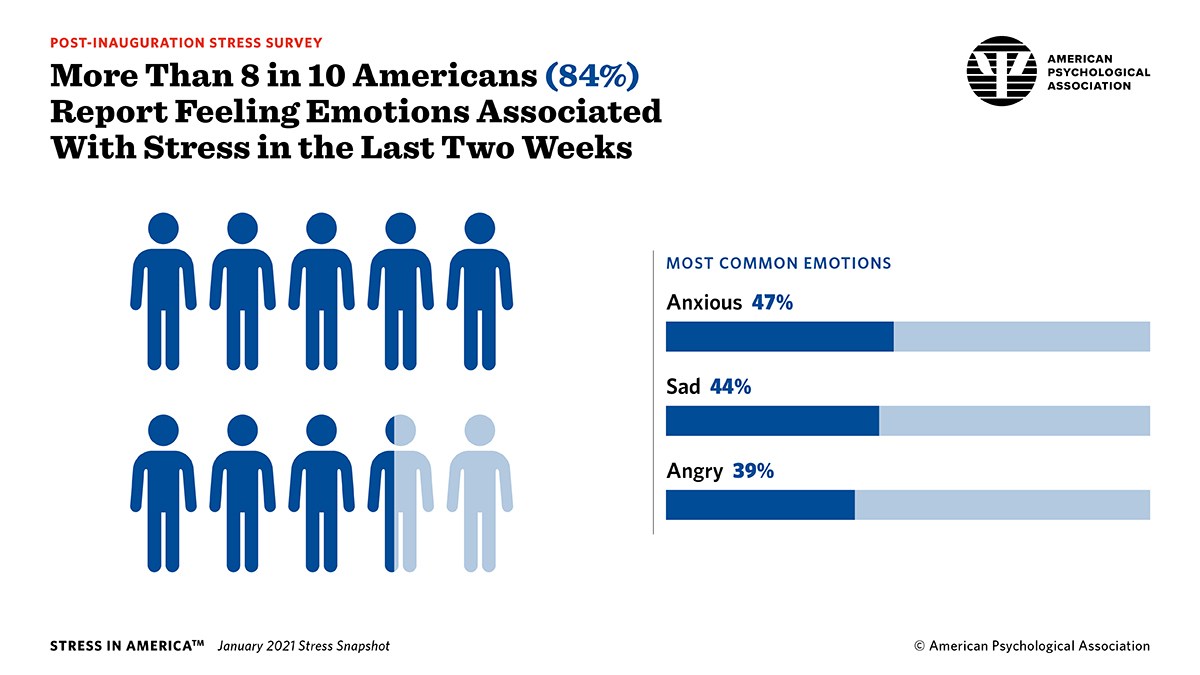 POST-INAUGURATION STRESS SURVEY
More Than 8 in 10 Americans (84%)
Report Feeling Emotions Associated
With Stress in the Last Two Weeks
AMERICAN
PSYCHOLOGICAL
ASSOCIATION
MOST COMMON EMOTIONS
Anxious 47%
Sad 44%
Angry 39%
STRESS IN AMERICA™ January 2021 Stress Snapshot
© American Psychological Association